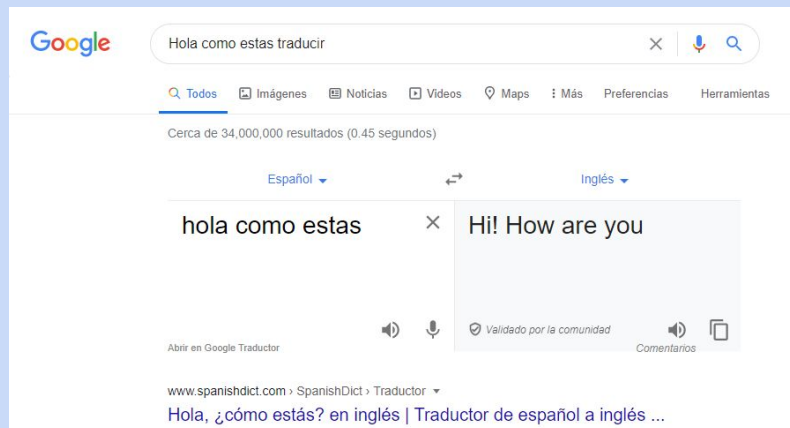 Google
Hola como estas traducir
Todos Imágenes Noticias Videos Maps Más Preferencias Herramientas
Cerca de 34,000,000 resultados (0.45 segundos)
Español Inglés
hola como estas Hi! How are you
Validado por la comunidad
Abrir en Google Traductor Comentarios
www.spanishdict.com › SpanishDict › Traductor
Hola, ¿cómo estás? en inglés | Traductor de español a inglés ...